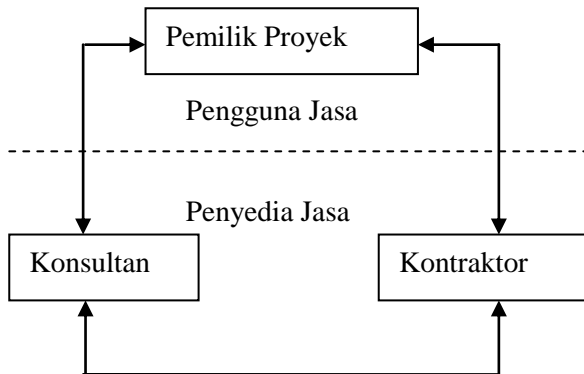 Pemilik Proyek
Pengguna Jasa
Penyedia Jasa
Konsultan
Kontraktor